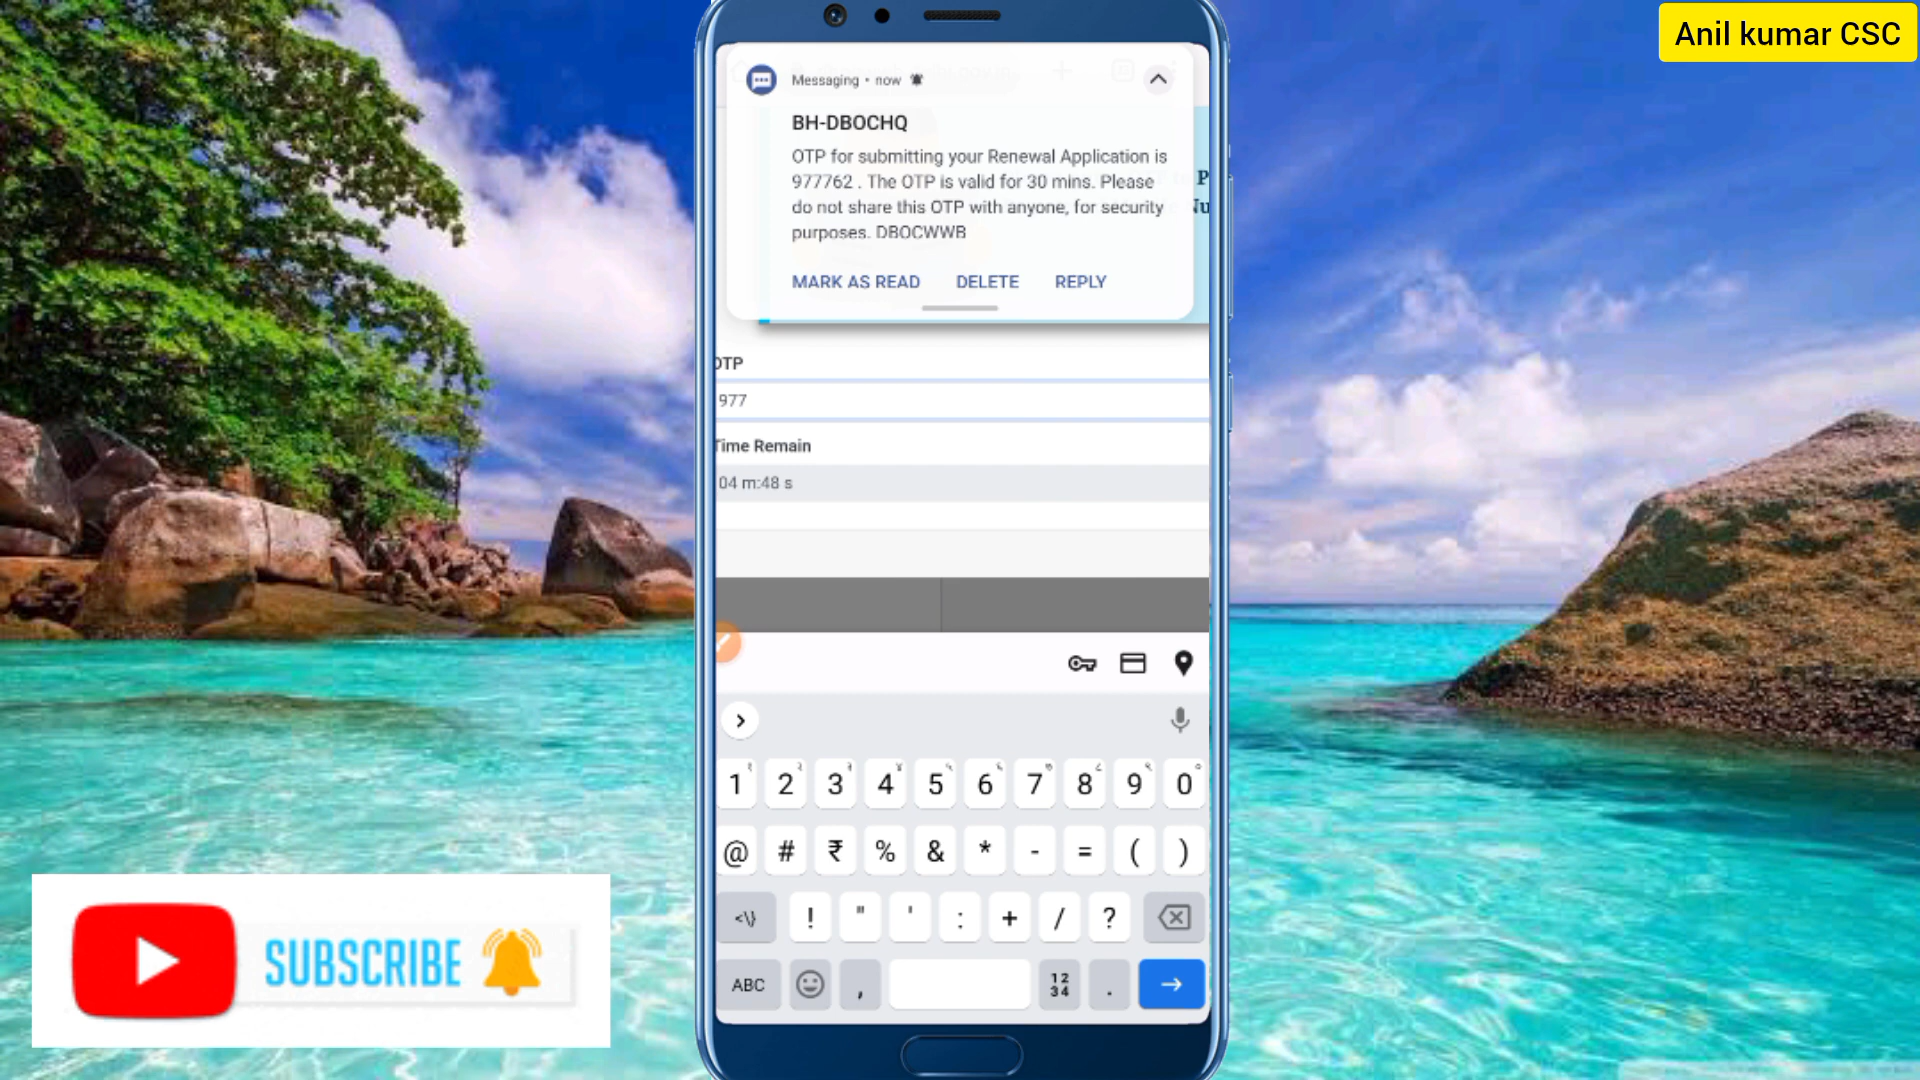 Anil kumar CSC
Messaging • now
BH-DBOCHQ
OTP for submitting your Renewal Application is
977762 . The OTP is valid for 30 mins. Please
do not share this OTP with anyone, for security
purposes. DBOCWWB
MARK AS READ DELETE REPLY
OTP
977
Time Remain
04 m:48 s
1 2 3 4 5 6 7 8 9 0
@ # ₹ % & * - = ( )
<\} ! " ' : + / ?
ABC , 12 34 .
SUBSCRIBE